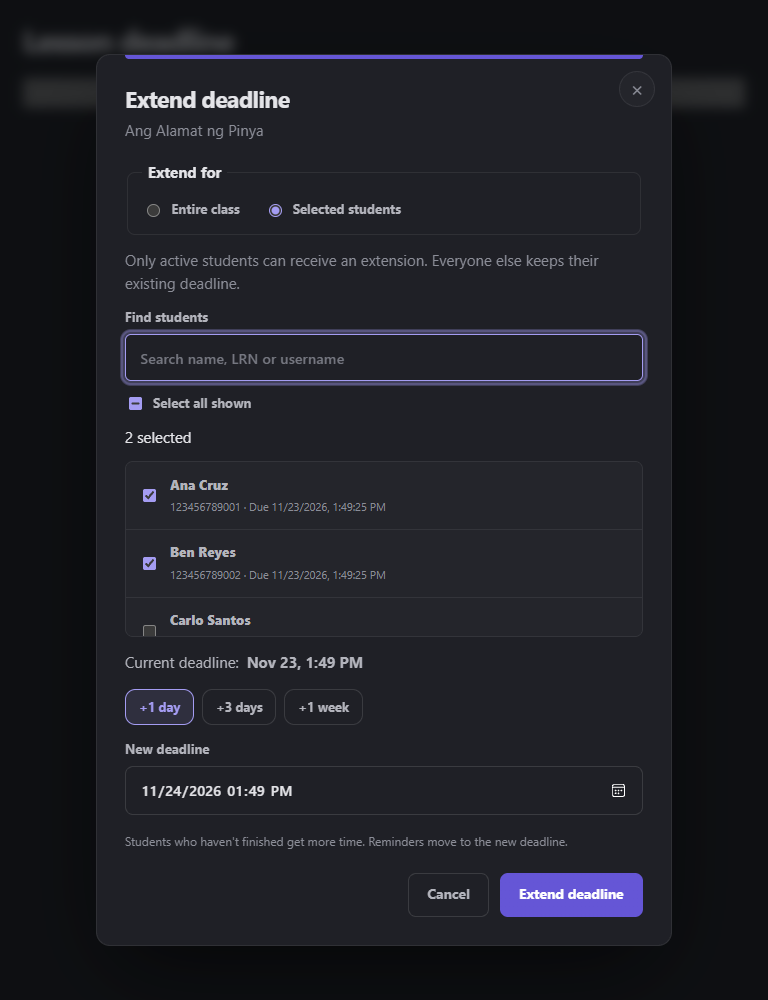 Lesson deadline
Extend deadline
×
Ang Alamat ng Pinya
Extend for
Entire class
Selected students
Only active students can receive an extension. Everyone else keeps their
existing deadline.
Find students
Search name, LRN or username
Select all shown
2 selected
Ana Cruz
123456789001 · Due 11/23/2026, 1:49:25 PM
Ben Reyes
123456789002 · Due 11/23/2026, 1:49:25 PM
Carlo Santos
Current deadline: Nov 23, 1:49 PM
+1 day
+3 days
+1 week
New deadline
11/24/2026 01:49 PM
Students who haven't finished get more time. Reminders move to the new deadline.
Cancel
Extend deadline